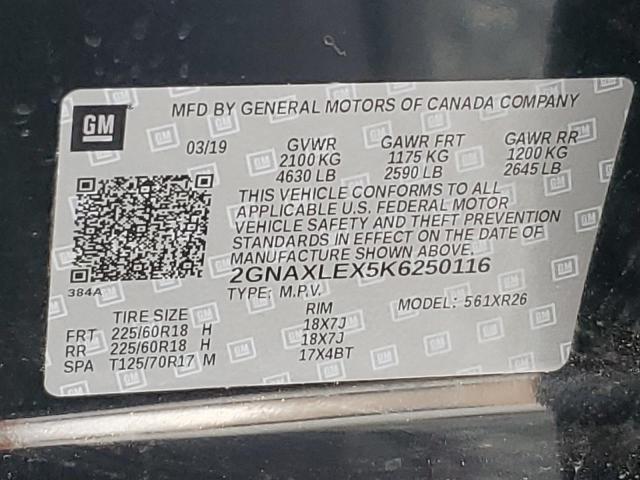 GM
MFD BY GENERAL MOTORS OF CANADA COMPANY
03/19 GVWR GAWR FRT GAWR RR
2100 KG 1175 KG 1200 KG
4630 LB 2590 LB 2645 LB
THIS VEHICLE CONFORMS TO ALL
APPLICABLE U.S. FEDERAL MOTOR
VEHICLE SAFETY AND THEFT PREVENTION
STANDARDS IN EFFECT ON THE DATE OF
MANUFACTURE SHOWN ABOVE.
384A
2GNAXLEX5K6250116
TYPE: M.P.V. MODEL: 561XR26
TIRE SIZE RIM
FRT 225/60R18 H 18X7J
RR 225/60R18 H 18X7J
SPA T125/70R17 M 17X4BT